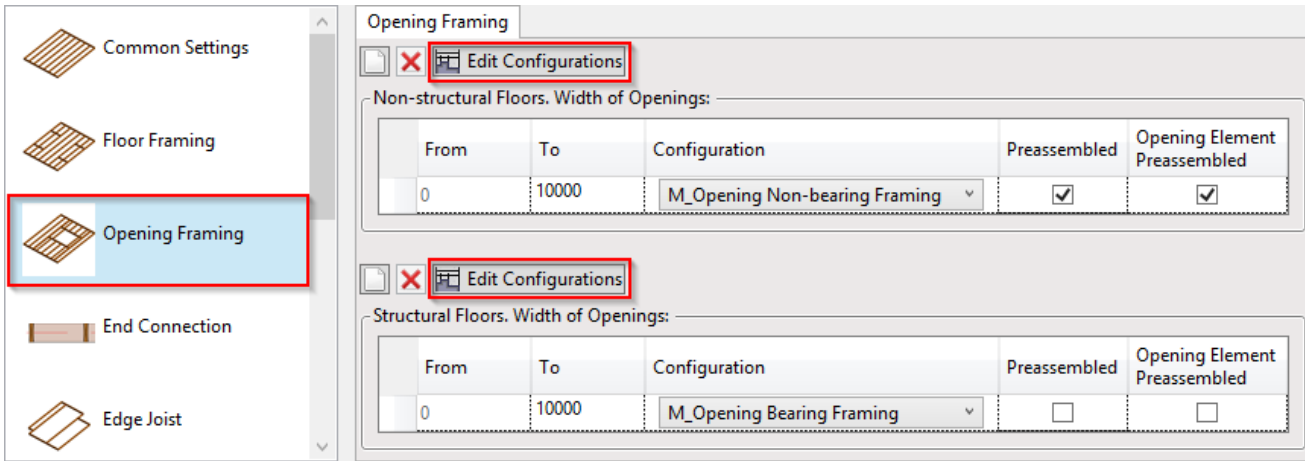 Common Settings
Floor Framing
Opening Framing
End Connection
Edge Joist
Opening Framing
Edit Configurations
Non-structural Floors. Width of Openings:
From To Configuration Preassembled Opening Element Preassembled
0 10000 M_Opening Non-bearing Framing
Edit Configurations
Structural Floors. Width of Openings:
From To Configuration Preassembled Opening Element Preassembled
0 10000 M_Opening Bearing Framing